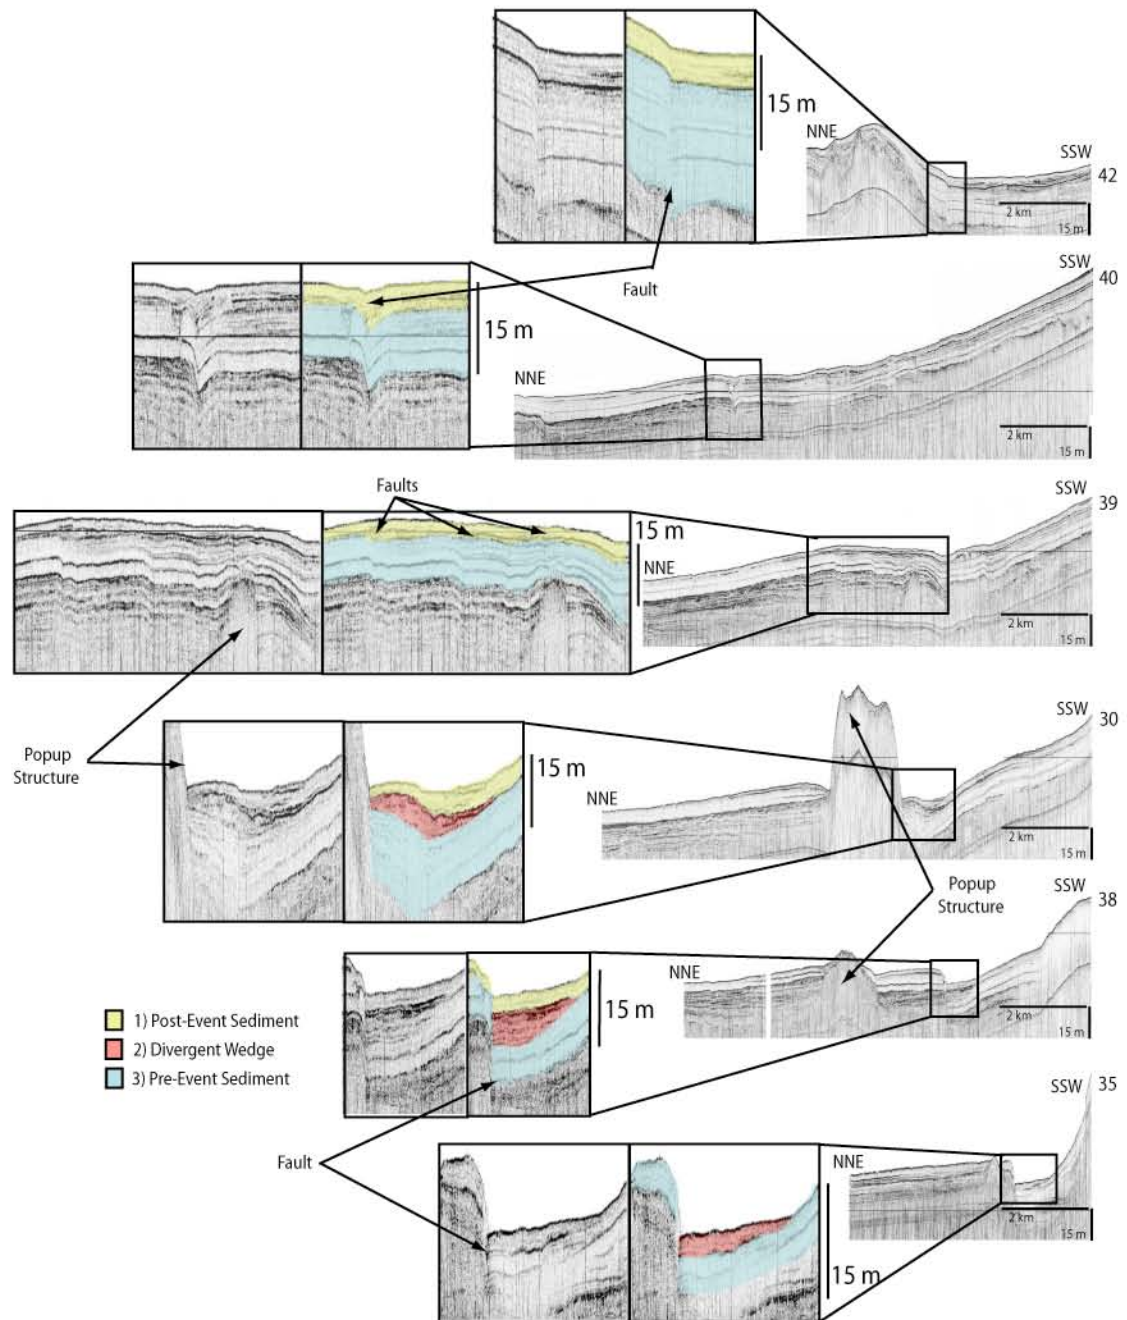 15 m
NNE
SSW
42
2 km
15 m
Fault
SSW
40
15 m
NNE
2 km
15 m
Faults
SSW
39
15 m
NNE
2 km
15 m
Popup
Structure
SSW
30
15 m
NNE
2 km
15 m
Popup
Structure
SSW
38
NNE
15 m
2 km
15 m
1) Post-Event Sediment
2) Divergent Wedge
3) Pre-Event Sediment
SSW
35
Fault
NNE
2 km
15 m
15 m